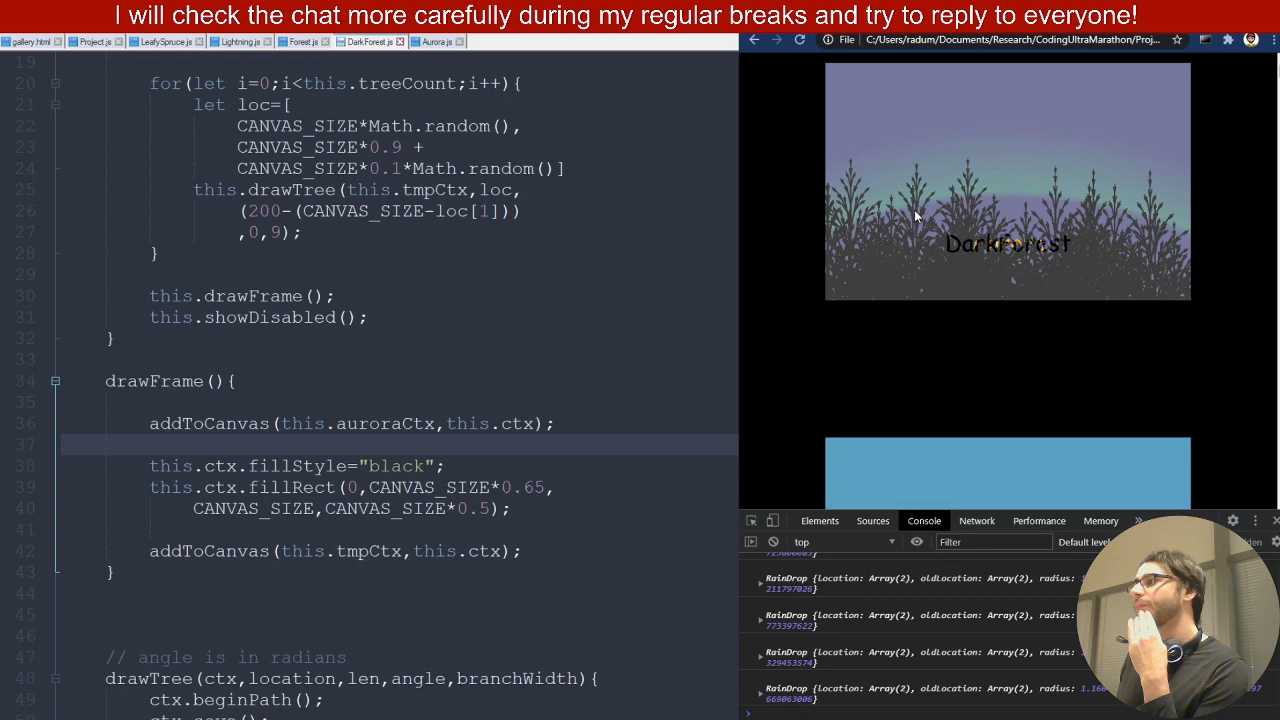 I will check the chat more carefully during my regular breaks and try to reply to everyone!
gallery.html Project.js LeafySpruce.js Lightning.js Forest.js DarkForest.js Aurora.js
File C:/Users/radum/Documents/Research/CodingUltraMarathon/Proj...
19
20 for(let i=0;i<this.treeCount;i++){
21 let loc=[
22 CANVAS_SIZE*Math.random(),
23 CANVAS_SIZE*0.9 +
24 CANVAS_SIZE*0.1*Math.random()]
25 this.drawTree(this.tmpCtx,loc,
26 (200-(CANVAS_SIZE-loc[1]))
27 ,0,9);
28 }
29
30 this.drawFrame();
31 this.showDisabled();
32 }
33
34 drawFrame(){
35
36 addToCanvas(this.auroraCtx,this.ctx);
37
38 this.ctx.fillStyle="black";
39 this.ctx.fillRect(0,CANVAS_SIZE*0.65,
40 CANVAS_SIZE,CANVAS_SIZE*0.5);
41
42 addToCanvas(this.tmpCtx,this.ctx);
43 }
44
45
46
47 // angle is in radians
48 drawTree(ctx,location,len,angle,branchWidth){
49 ctx.beginPath();
DarkForest
Elements Sources Console Network Performance Memory »
top Filter Default level
RainDrop {location: Array(2), oldLocation: Array(2), radius:
211797026}
RainDrop {location: Array(2), oldLocation: Array(2), radius:
773397622}
RainDrop {location: Array(2), oldLocation: Array(2), radius:
329453574}
RainDrop {location: Array(2), oldLocation: Array(2), radius:
669063006}